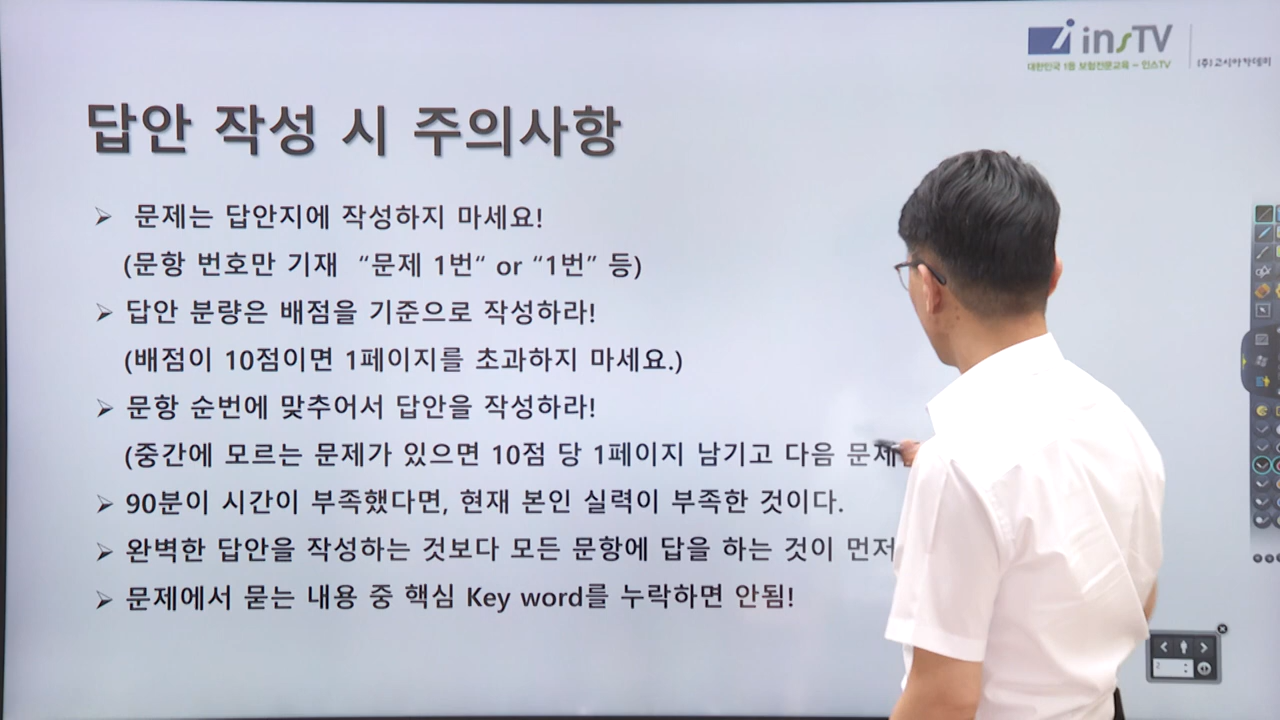 insTV
대한민국 1등 보험전문교육 - 인스TV
(주)고시아카데미
답안 작성 시 주의사항
➢ 문제는 답안지에 작성하지 마세요!
(문항 번호만 기재 “문제 1번“ or “1번” 등)
➢ 답안 분량은 배점을 기준으로 작성하라!
(배점이 10점이면 1페이지를 초과하지 마세요.)
➢ 문항 순번에 맞추어서 답안을 작성하라!
(중간에 모르는 문제가 있으면 10점 당 1페이지 남기고 다음 문제
➢ 90분이 시간이 부족했다면, 현재 본인 실력이 부족한 것이다.
➢ 완벽한 답안을 작성하는 것보다 모든 문항에 답을 하는 것이 먼저
➢ 문제에서 묻는 내용 중 핵심 Key word를 누락하면 안됨!
2